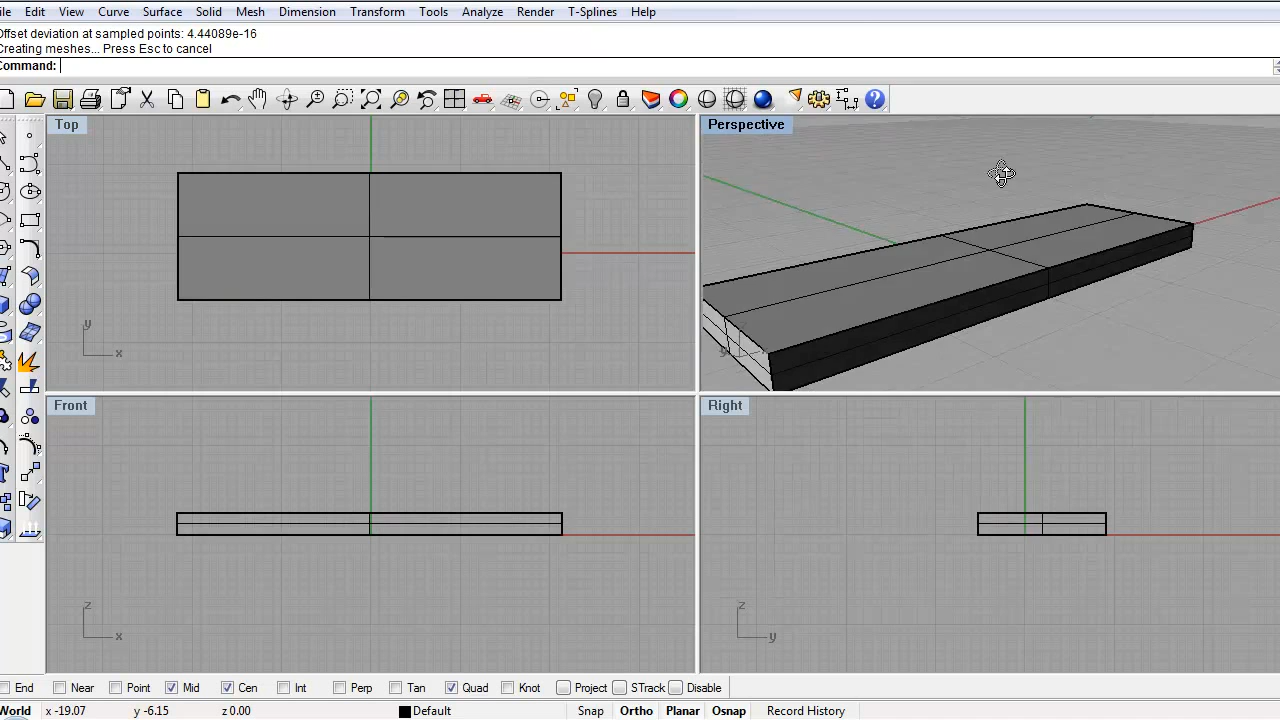 ile Edit View Curve Surface Solid Mesh Dimension Transform Tools Analyze Render T-Splines Help
Offset deviation at sampled points: 4.44089e-16
Creating meshes... Press Esc to cancel
Command:
Top
Perspective
y
x
y
Front
Right
z
x
z
y
End Near Point Mid Cen Int Perp Tan Quad Knot Project STrack Disable
World x -19.07 y -6.15 z 0.00 Default Snap Ortho Planar Osnap Record History